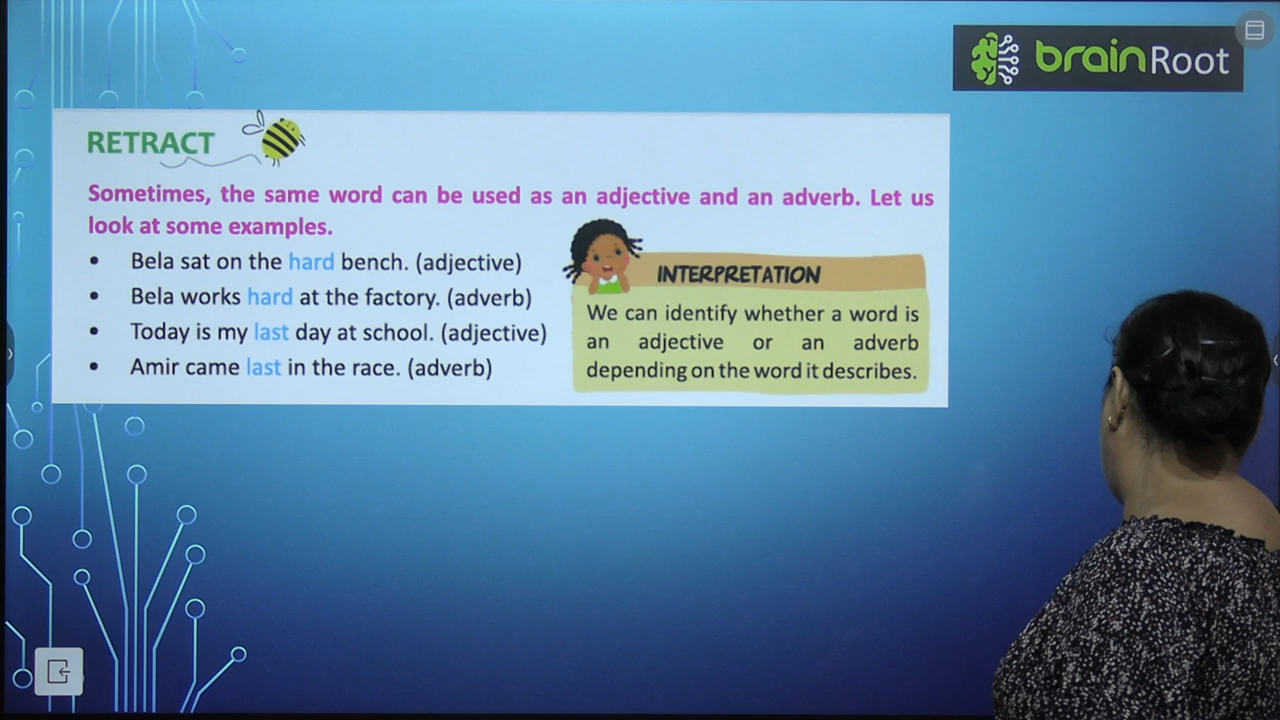 brainRoot
RETRACT
Sometimes, the same word can be used as an adjective and an adverb. Let us
look at some examples.
• Bela sat on the hard bench. (adjective)
• Bela works hard at the factory. (adverb)
• Today is my last day at school. (adjective)
• Amir came last in the race. (adverb)
INTERPRETATION
We can identify whether a word is
an adjective or an adverb
depending on the word it describes.